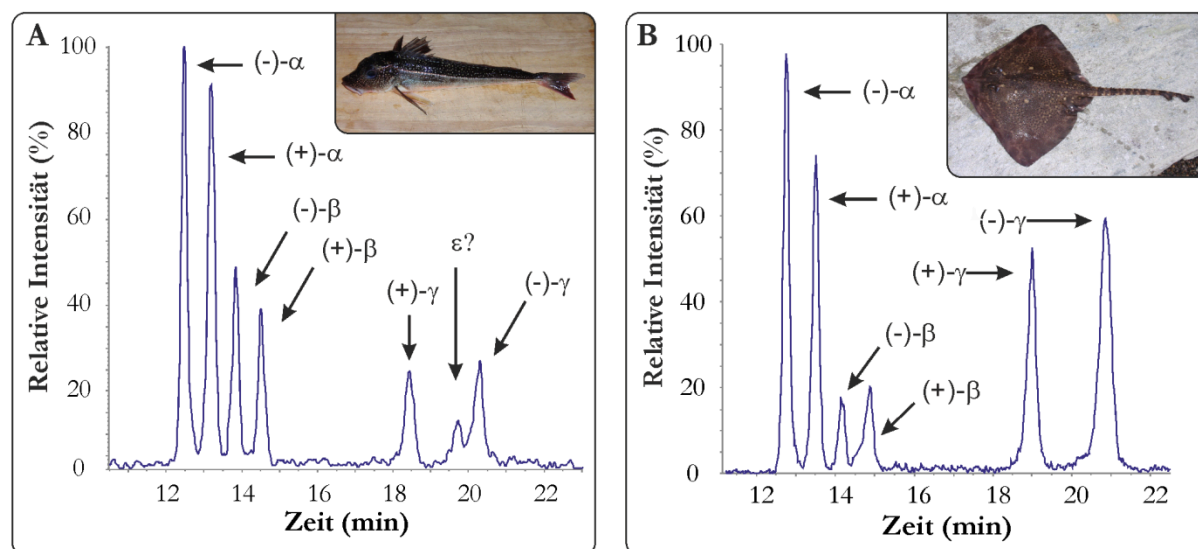 A
Relative Intensität (%)
100
80
60
40
20
0
(-)-α
(+)-α
(-)-β
(+)-β
(+)-γ
ε?
(-)-γ
12 14 16 18 20 22
Zeit (min)
B
Relative Intensität (%)
100
80
60
40
20
0
(-)-α
(+)-α
(-)-β
(+)-β
(-)-γ
(+)-γ
12 14 16 18 20 22
Zeit (min)